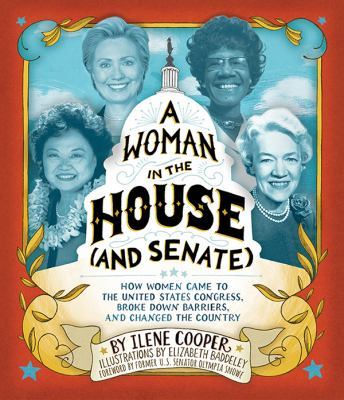 A
WOMAN
IN THE
HOUSE
(AND SENATE)
HOW WOMEN CAME TO
THE UNITED STATES CONGRESS,
BROKE DOWN BARRIERS,
AND CHANGED THE COUNTRY
BY ILENE COOPER
ILLUSTRATIONS BY ELIZABETH BADDELEY
FOREWORD BY FORMER U.S. SENATOR OLYMPIA SNOWE